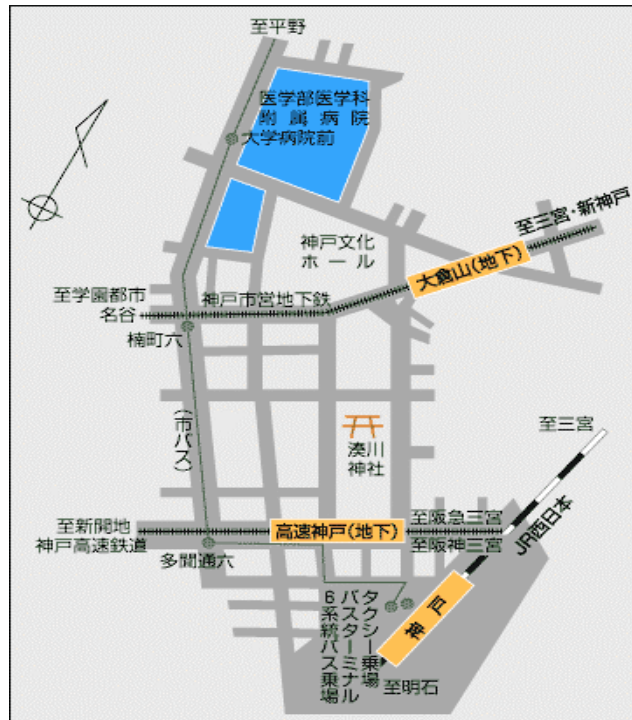 至平野
医学部医学科
附属病院
大学病院前
至三宮・新神戸
神戸文化
ホール
大倉山(地下)
至学園都市
名谷
神戸市営地下鉄
楠町六
(市バス)
湊川
神社
至三宮
JR西日本
至新開地
神戸高速鉄道
高速神戸(地下)
至阪急三宮
至阪神三宮
多聞通六
タクシー乗場
バスターミナル
6系統バス乗場
神戸
至明石